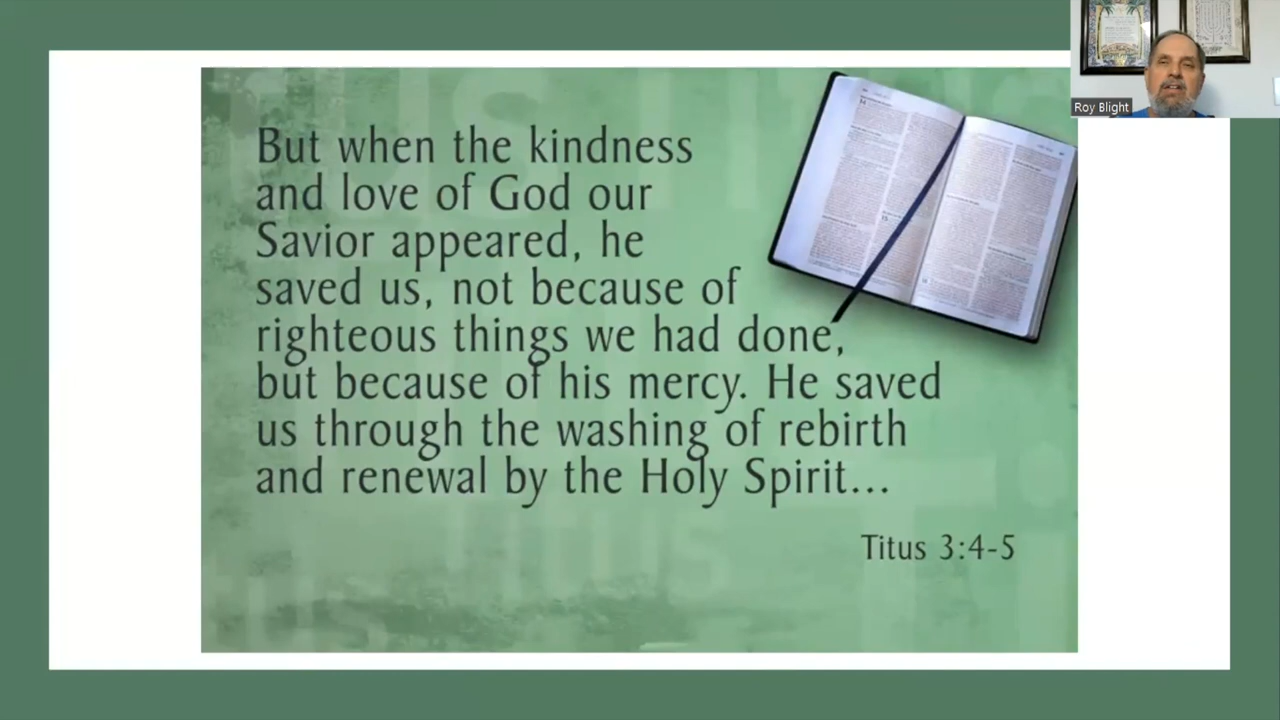 But when the kindness
and love of God our
Savior appeared, he
saved us, not because of
righteous things we had done,
but because of his mercy. He saved
us through the washing of rebirth
and renewal by the Holy Spirit...
Titus 3:4-5
Roy Blight